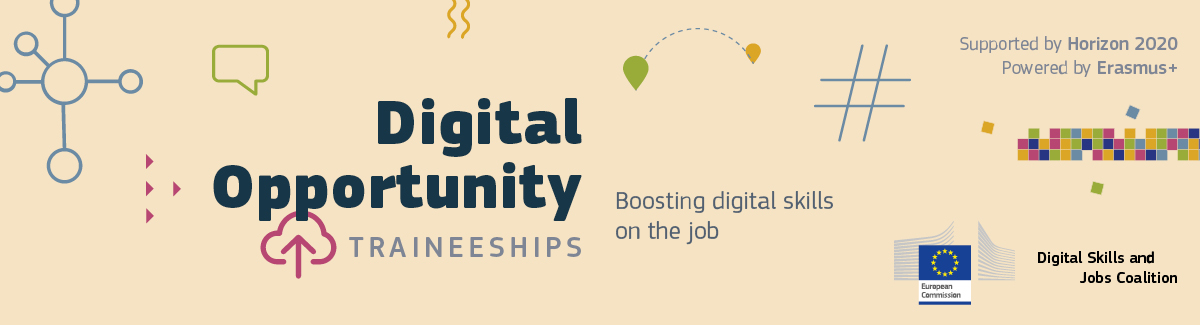 Supported by Horizon 2020
Powered by Erasmus+
Digital
Opportunity
TRAINEESHIPS
Boosting digital skills
on the job
European
Commission
Digital Skills and
Jobs Coalition